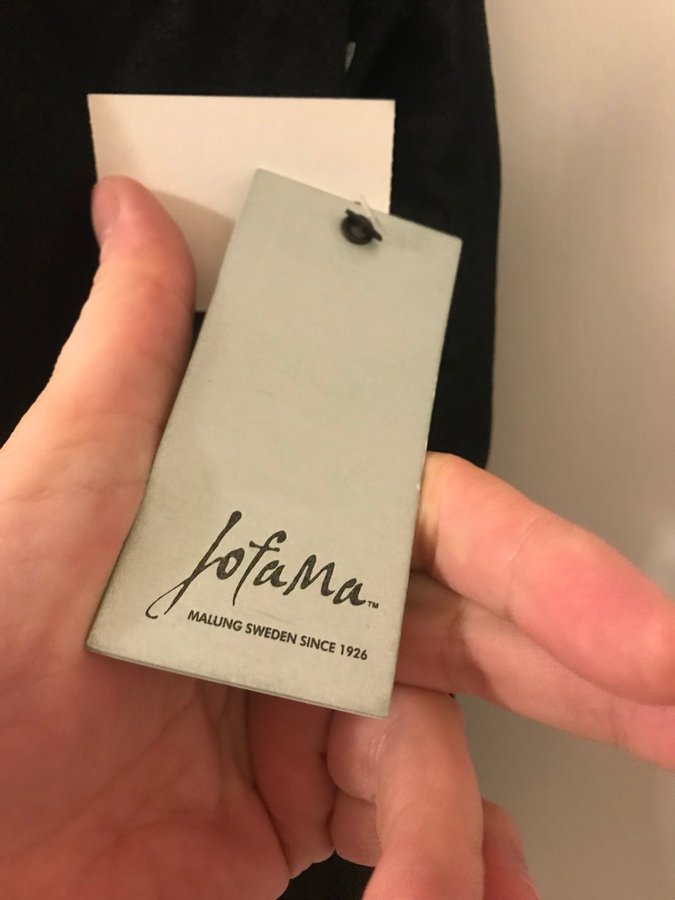 Jofama™
MALUNG SWEDEN SINCE 1926